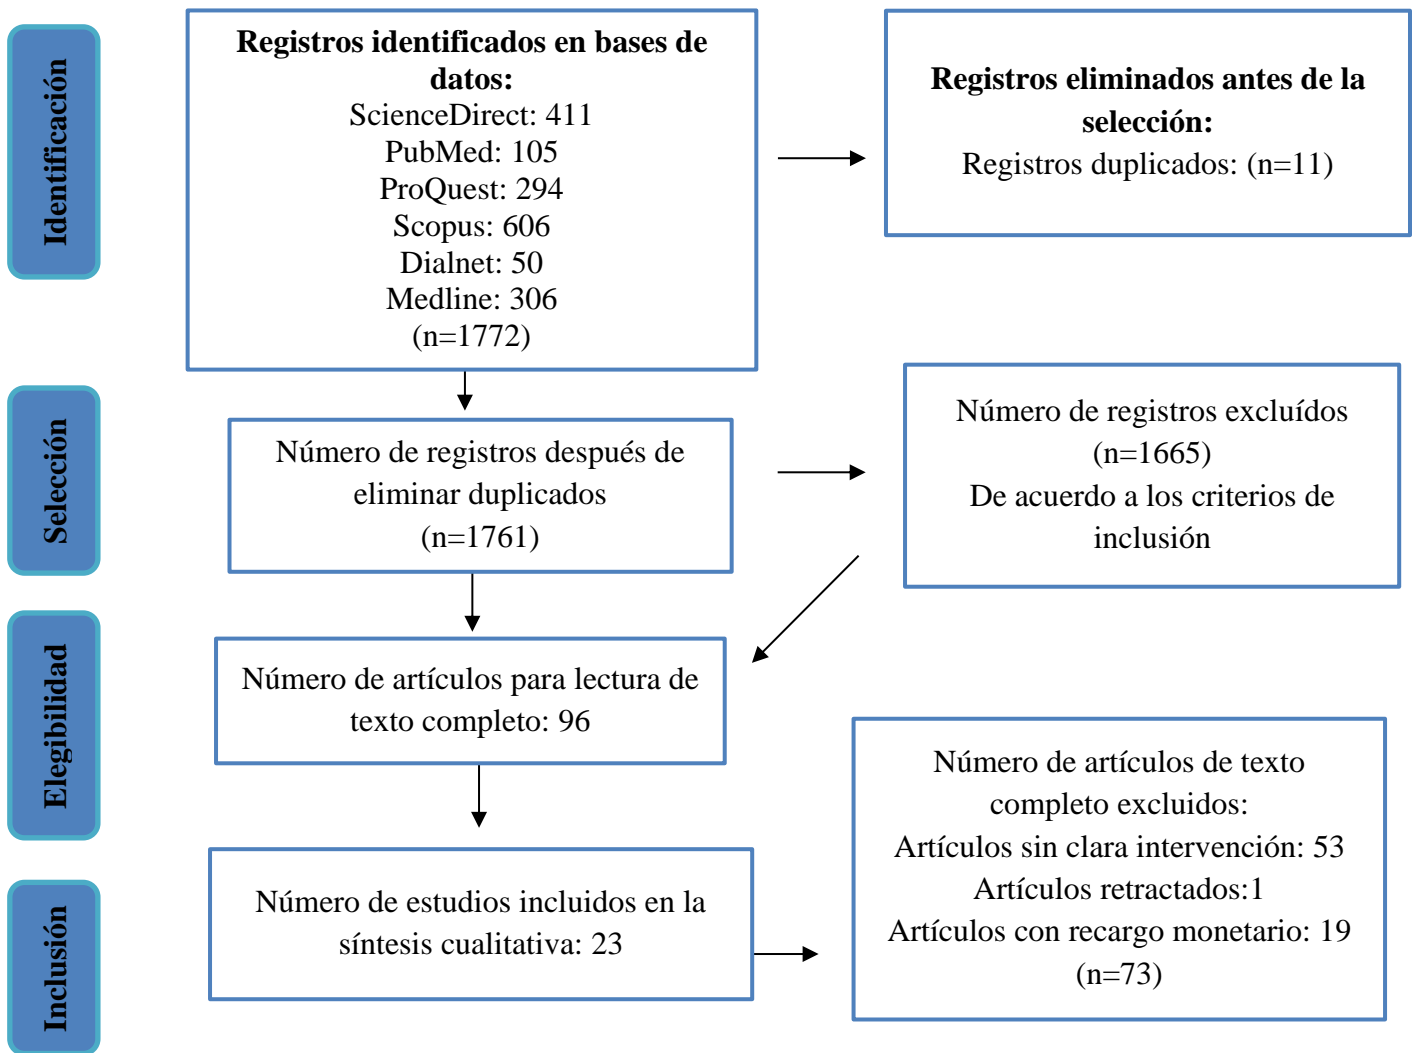 Identificación
Registros identificados en bases de
datos:
ScienceDirect: 411
PubMed: 105
ProQuest: 294
Scopus: 606
Dialnet: 50
Medline: 306
(n=1772)
Registros eliminados antes de la
selección:
Registros duplicados: (n=11)
Selección
Número de registros después de
eliminar duplicados
(n=1761)
Número de registros excluídos
(n=1665)
De acuerdo a los criterios de
inclusión
Elegibilidad
Número de artículos para lectura de
texto completo: 96
Número de artículos de texto
completo excluidos:
Artículos sin clara intervención: 53
Artículos retractados:1
Artículos con recargo monetario: 19
(n=73)
Inclusión
Número de estudios incluidos en la
síntesis cualitativa: 23